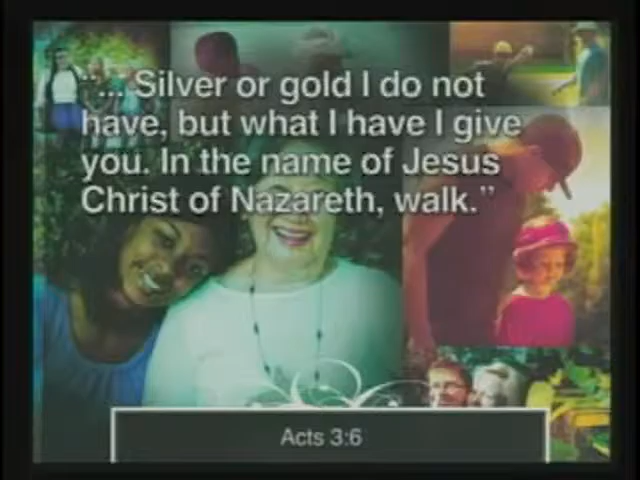 "... Silver or gold I do not
have, but what I have I give
you. In the name of Jesus
Christ of Nazareth, walk.”
Acts 3:6